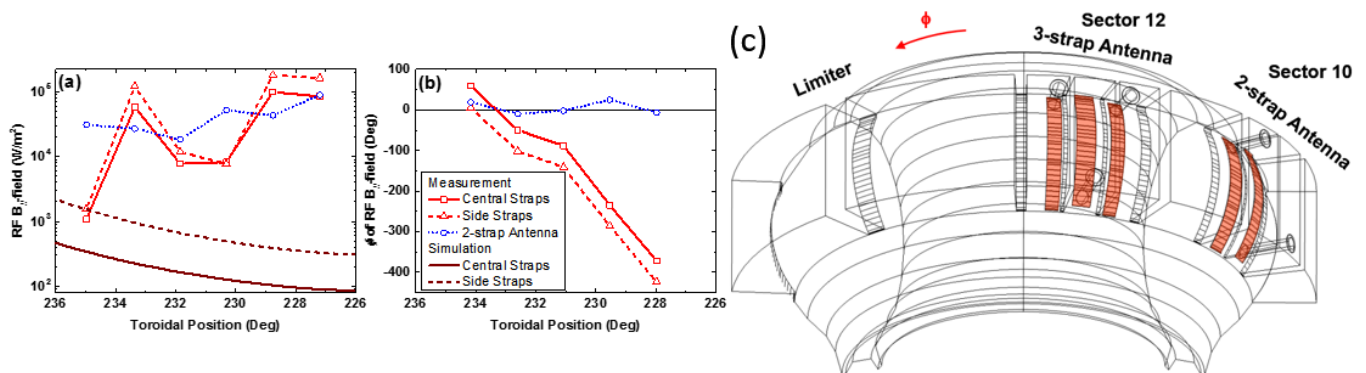 (a)
RF B//-field (W/m²)
10⁵
10⁴
10³
10²
236 234 232 230 228 226
Toroidal Position (Deg)
(b)
ϕ of RF B//-field (Deg)
100
0
-100
-200
-300
-400
Measurement
Central Straps
Side Straps
2-strap Antenna
Simulation
Central Straps
Side Straps
236 234 232 229 228 226
Toroidal Position (Deg)
(c)
ϕ
Limiter
Sector 12
3-strap Antenna
Sector 10
2-strap Antenna